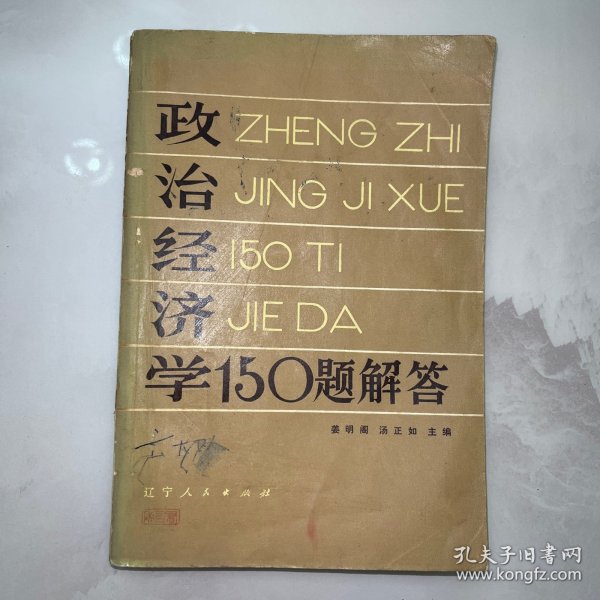 政 ZHENG ZHI
治 JING JI XUE
经 150 TI
济 JIE DA
学150题解答
姜明阁 汤正如 主编
辽宁人民出版社
孔夫子旧书网
www.kongfz.com